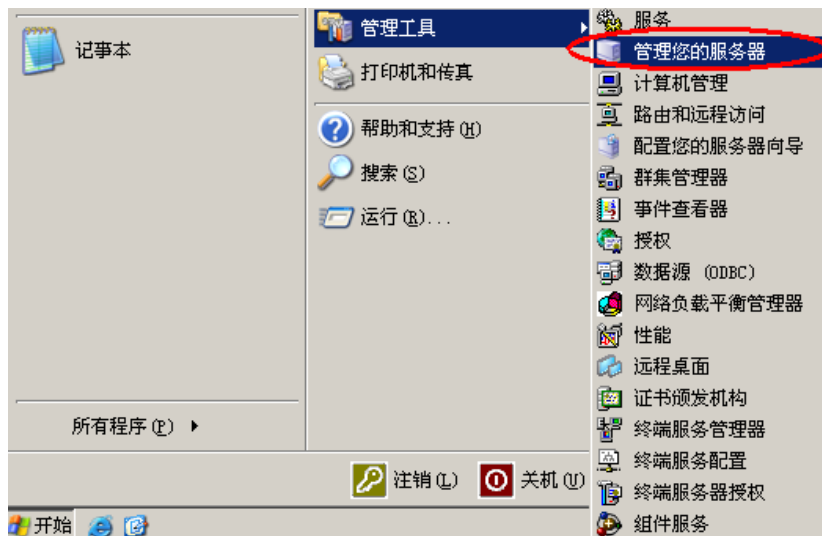 记事本
所有程序(P)
管理工具
打印机和传真
帮助和支持(H)
搜索(S)
运行(R)...
注销(L)
关机(U)
开始
服务
管理您的服务器
计算机管理
路由和远程访问
配置您的服务器向导
群集管理器
事件查看器
授权
数据源 (ODBC)
网络负载平衡管理器
性能
远程桌面
证书颁发机构
终端服务管理器
终端服务配置
终端服务器授权
组件服务